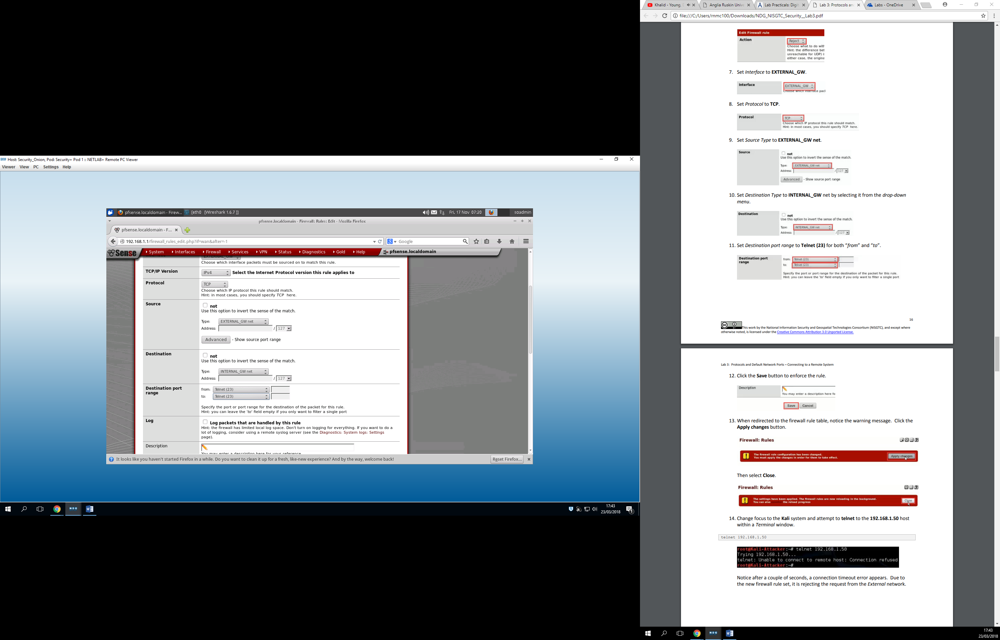 Host: Security_Onion, Pod: Security+ Pod 1 :: NETLAB+ Remote PC Viewer
Viewer View PC Settings Help
pfsense.localdomain - Firew... [eth0 [Wireshark 1.6.7 ]] Fri, 17 Nov 07:20 soadmin
pfsense.localdomain - Firewall: Rules: Edit - Mozilla Firefox
pfsense.localdomain - F...
192.168.1.1/firewall_rules_edit.php?if=wan&after=-1 Google
Sense System Interfaces Firewall Services VPN Status Diagnostics Gold Help pfsense.localdomain
Choose which interface packets must be sourced on to match this rule.
TCP/IP Version IPv4 Select the Internet Protocol version this rule applies to
Protocol TCP
Choose which IP protocol this rule should match.
Hint: in most cases, you should specify TCP here.
Source not
Use this option to invert the sense of the match.
Type: EXTERNAL_GW net
Address: / 127
Advanced - Show source port range
Destination not
Use this option to invert the sense of the match.
Type: INTERNAL_GW net
Address: / 127
Destination port range
from: Telnet (23)
to: Telnet (23)
Specify the port or port range for the destination of the packet for this rule.
Hint: you can leave the 'to' field empty if you only want to filter a single port
Log Log packets that are handled by this rule
Hint: the firewall has limited local log space. Don't turn on logging for everything. If you want to do a
lot of logging, consider using a remote syslog server (see the Diagnostics: System logs: Settings
page).
Description
You may enter a description here for your reference.
It looks like you haven't started Firefox in a while. Do you want to clean it up for a fresh, like-new experience? And by the way, welcome back! Reset Firefox...
NDG
17:43
23/03/2018
1
Khalid - Young, Anglia Ruskin Unive Lab Practicals: Digit Lab 3: Protocols an Labs - OneDrive
file:///C:/Users/rnmc100/Downloads/NDG_NISGTC_Security__Lab3.pdf
Edit Firewall rule
Action Reject
Choose what to do with
Hint: the difference bet
unreachable for UDP) i
either case, the origina
7. Set Interface to EXTERNAL_GW.
Interface EXTERNAL_GW
Choose which interface pack
8. Set Protocol to TCP.
Protocol TCP
Choose which IP protocol this rule should match.
Hint: in most cases, you should specify TCP here.
9. Set Source Type to EXTERNAL_GW net.
Source not
Use this option to invert the sense of the match.
Type: EXTERNAL_GW net
Address: / 127
Advanced - Show source port range
10. Set Destination Type to INTERNAL_GW net by selecting it from the drop-down
menu.
Destination not
Use this option to invert the sense of the match.
Type: INTERNAL_GW net
Address: / 127
11. Set Destination port range to Telnet (23) for both “from” and “to”.
Destination port range
from: Telnet (23)
to: Telnet (23)
Specify the port or port range for the destination of the packet for this rule.
Hint: you can leave the 'to' field empty if you only want to filter a single port
16
This work by the National Information Security and Geospatial Technologies Consortium (NISGTC), and except where
otherwise noted, is licensed under the Creative Commons Attribution 3.0 Unported License.
Lab 3: Protocols and Default Network Ports – Connecting to a Remote System
12. Click the Save button to enforce the rule.
Description
You may enter a description here fo
Save Cancel
13. When redirected to the firewall rule table, notice the warning message. Click the
Apply changes button.
Firewall: Rules
The firewall rule configuration has been changed.
You must apply the changes in order for them to take effect.
Apply changes
Then select Close.
Firewall: Rules
The settings have been applied. The firewall rules are now reloading in the background.
You can also the reload progress
Close
14. Change focus to the Kali system and attempt to telnet to the 192.168.1.50 host
within a Terminal window.
telnet 192.168.1.50
root@Kali-Attacker:~# telnet 192.168.1.50
Trying 192.168.1.50...
telnet: Unable to connect to remote host: Connection refused
root@Kali-Attacker:~#
Notice after a couple of seconds, a connection timeout error appears. Due to
the new firewall rule set, it is rejecting the request from the External network.
NDG
17:43
23/03/2018